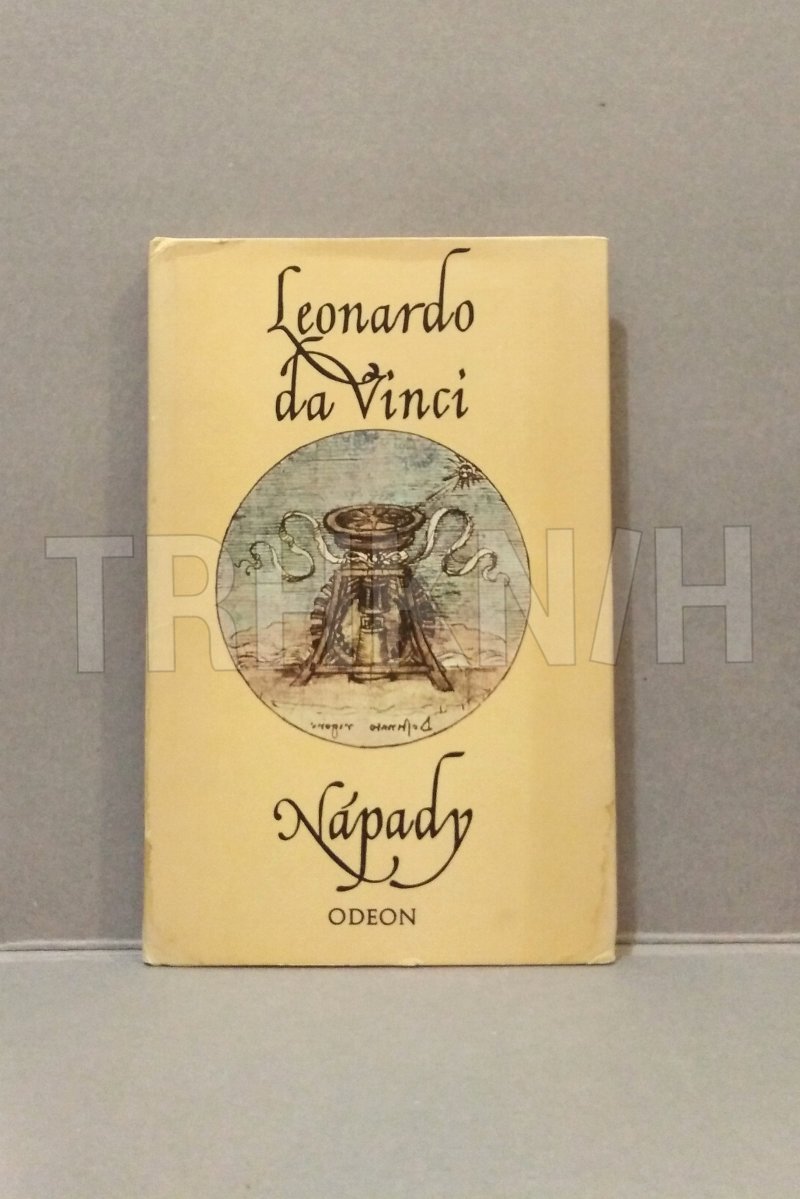 Leonardo
da Vinci
Nápady
ODEON